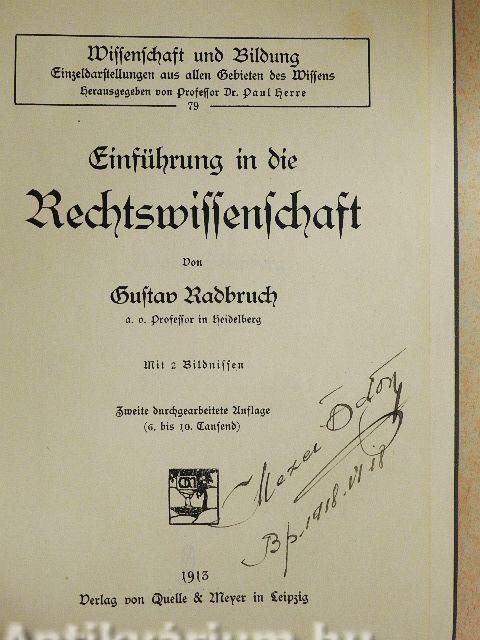 Wissenschaft und Bildung
Einzeldarstellungen aus allen Gebieten des Wissens
Herausgegeben von Professor Dr. Paul Herre
79
Einführung in die
Rechtswissenschaft
Von
Gustav Radbruch
a. o. Professor in Heidelberg
Mit 2 Bildnissen
Zweite durchgearbeitete Auflage
(6. bis 10. Tausend)
Ödön
Bp. 1918. VI. 18
1913
Verlag von Quelle & Meyer in Leipzig
Antikvárium.hu